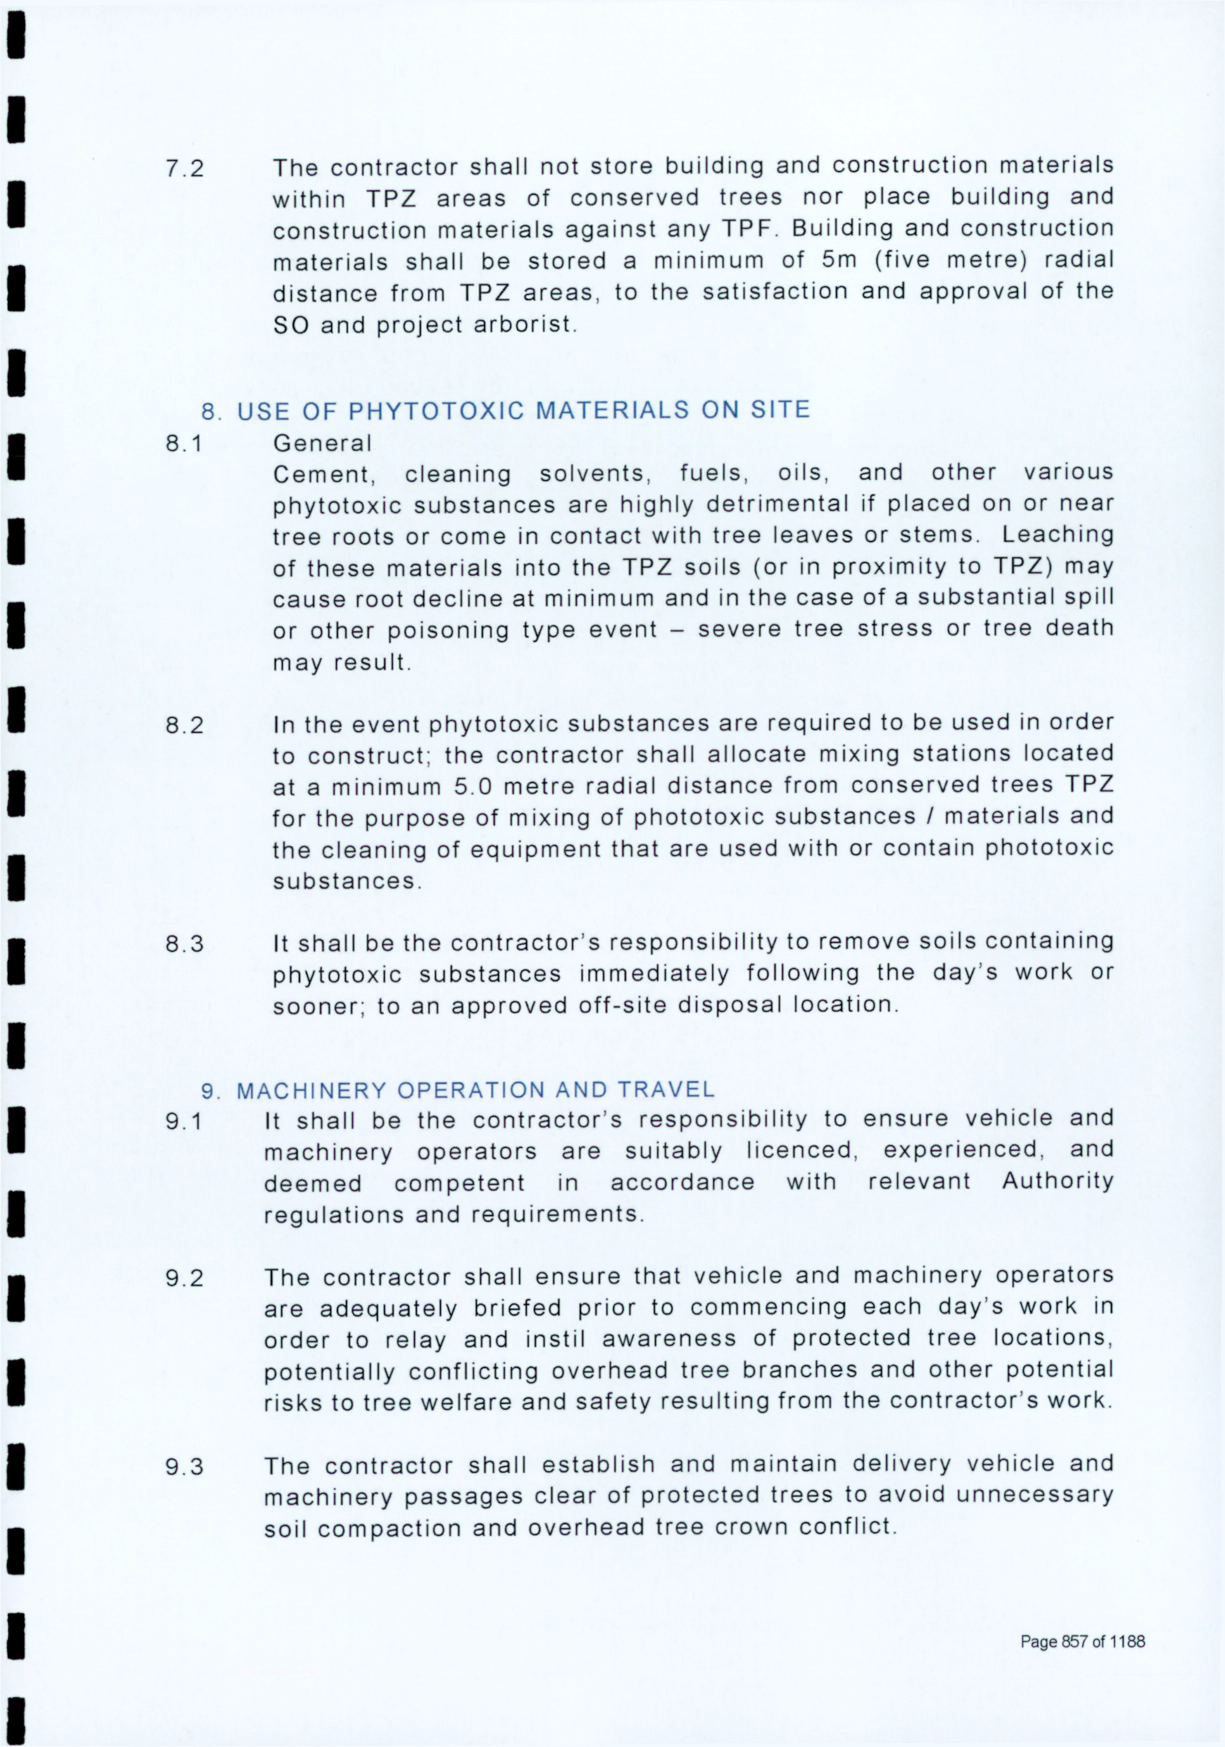 7.2 The contractor shall not store building and construction materials
within TPZ areas of conserved trees nor place building and
construction materials against any TPF. Building and construction
materials shall be stored a minimum of 5m (five metre) radial
distance from TPZ areas, to the satisfaction and approval of the
SO and project arborist.
8. USE OF PHYTOTOXIC MATERIALS ON SITE
8.1 General
Cement, cleaning solvents, fuels, oils, and other various
phytotoxic substances are highly detrimental if placed on or near
tree roots or come in contact with tree leaves or stems. Leaching
of these materials into the TPZ soils (or in proximity to TPZ) may
cause root decline at minimum and in the case of a substantial spill
or other poisoning type event – severe tree stress or tree death
may result.
8.2 In the event phytotoxic substances are required to be used in order
to construct; the contractor shall allocate mixing stations located
at a minimum 5.0 metre radial distance from conserved trees TPZ
for the purpose of mixing of phototoxic substances / materials and
the cleaning of equipment that are used with or contain phototoxic
substances.
8.3 It shall be the contractor's responsibility to remove soils containing
phytotoxic substances immediately following the day's work or
sooner; to an approved off-site disposal location.
9. MACHINERY OPERATION AND TRAVEL
9.1 It shall be the contractor's responsibility to ensure vehicle and
machinery operators are suitably licenced, experienced, and
deemed competent in accordance with relevant Authority
regulations and requirements.
9.2 The contractor shall ensure that vehicle and machinery operators
are adequately briefed prior to commencing each day's work in
order to relay and instil awareness of protected tree locations,
potentially conflicting overhead tree branches and other potential
risks to tree welfare and safety resulting from the contractor's work.
9.3 The contractor shall establish and maintain delivery vehicle and
machinery passages clear of protected trees to avoid unnecessary
soil compaction and overhead tree crown conflict.
Page 857 of 1188